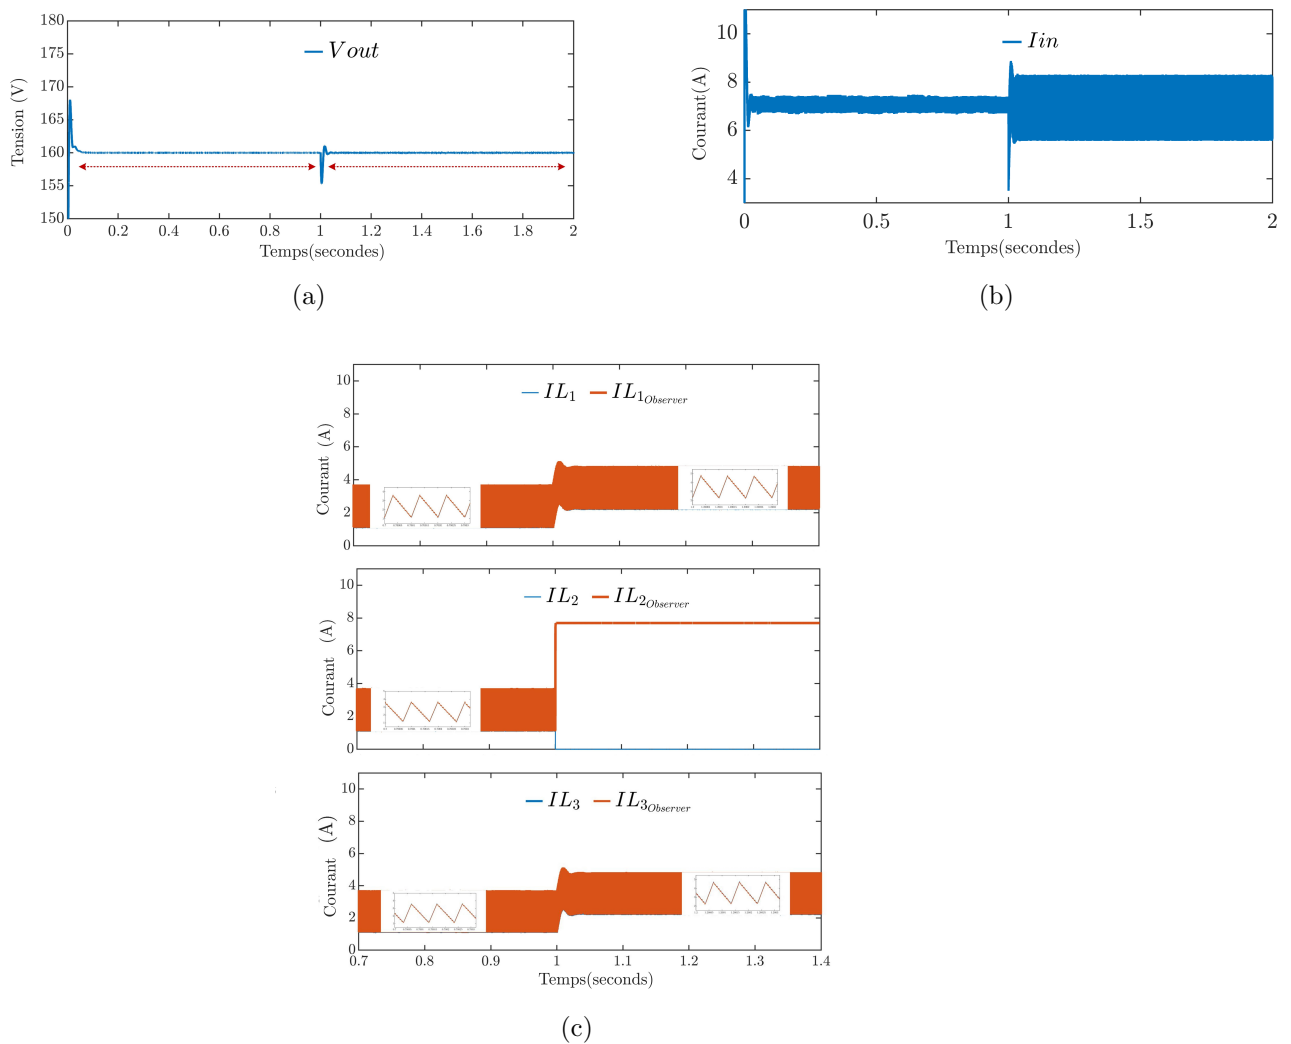 180
175
170
165
160
155
150
Tension (V)
Vout
0 0.2 0.4 0.6 0.8 1 1.2 1.4 1.6 1.8 2
Temps(secondes)
(a)
10
8
6
4
Courant(A)
Iin
0 0.5 1 1.5 2
Temps(secondes)
(b)
10
8
6
4
2
0
Courant (A)
IL1 IL1Observer
10
8
6
4
2
0
Courant (A)
IL2 IL2Observer
10
8
6
4
2
0
Courant (A)
IL3 IL3Observer
0.7 0.8 0.9 1 1.1 1.2 1.3 1.4
Temps(seconds)
(c)